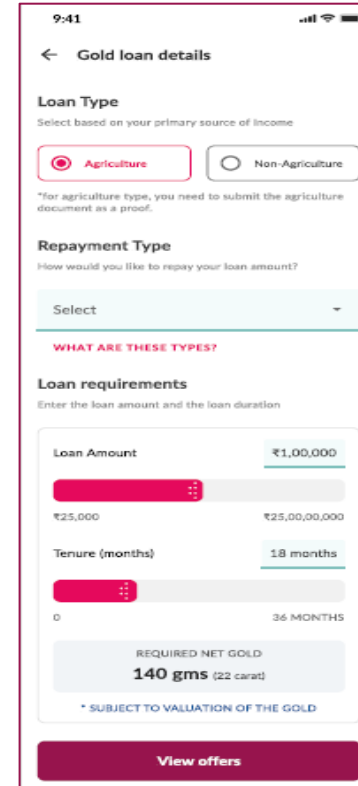 9:41
Gold loan details
Loan Type
Select based on your primary source of income
Agriculture
Non-Agriculture
*for agriculture type, you need to submit the agriculture
document as a proof.
Repayment Type
How would you like to repay your loan amount?
Select
WHAT ARE THESE TYPES?
Loan requirements
Enter the loan amount and the loan duration
Loan Amount
₹1,00,000
₹25,000
₹25,00,00,000
Tenure (months)
18 months
0
36 MONTHS
REQUIRED NET GOLD
140 gms (22 carat)
* SUBJECT TO VALUATION OF THE GOLD
View offers